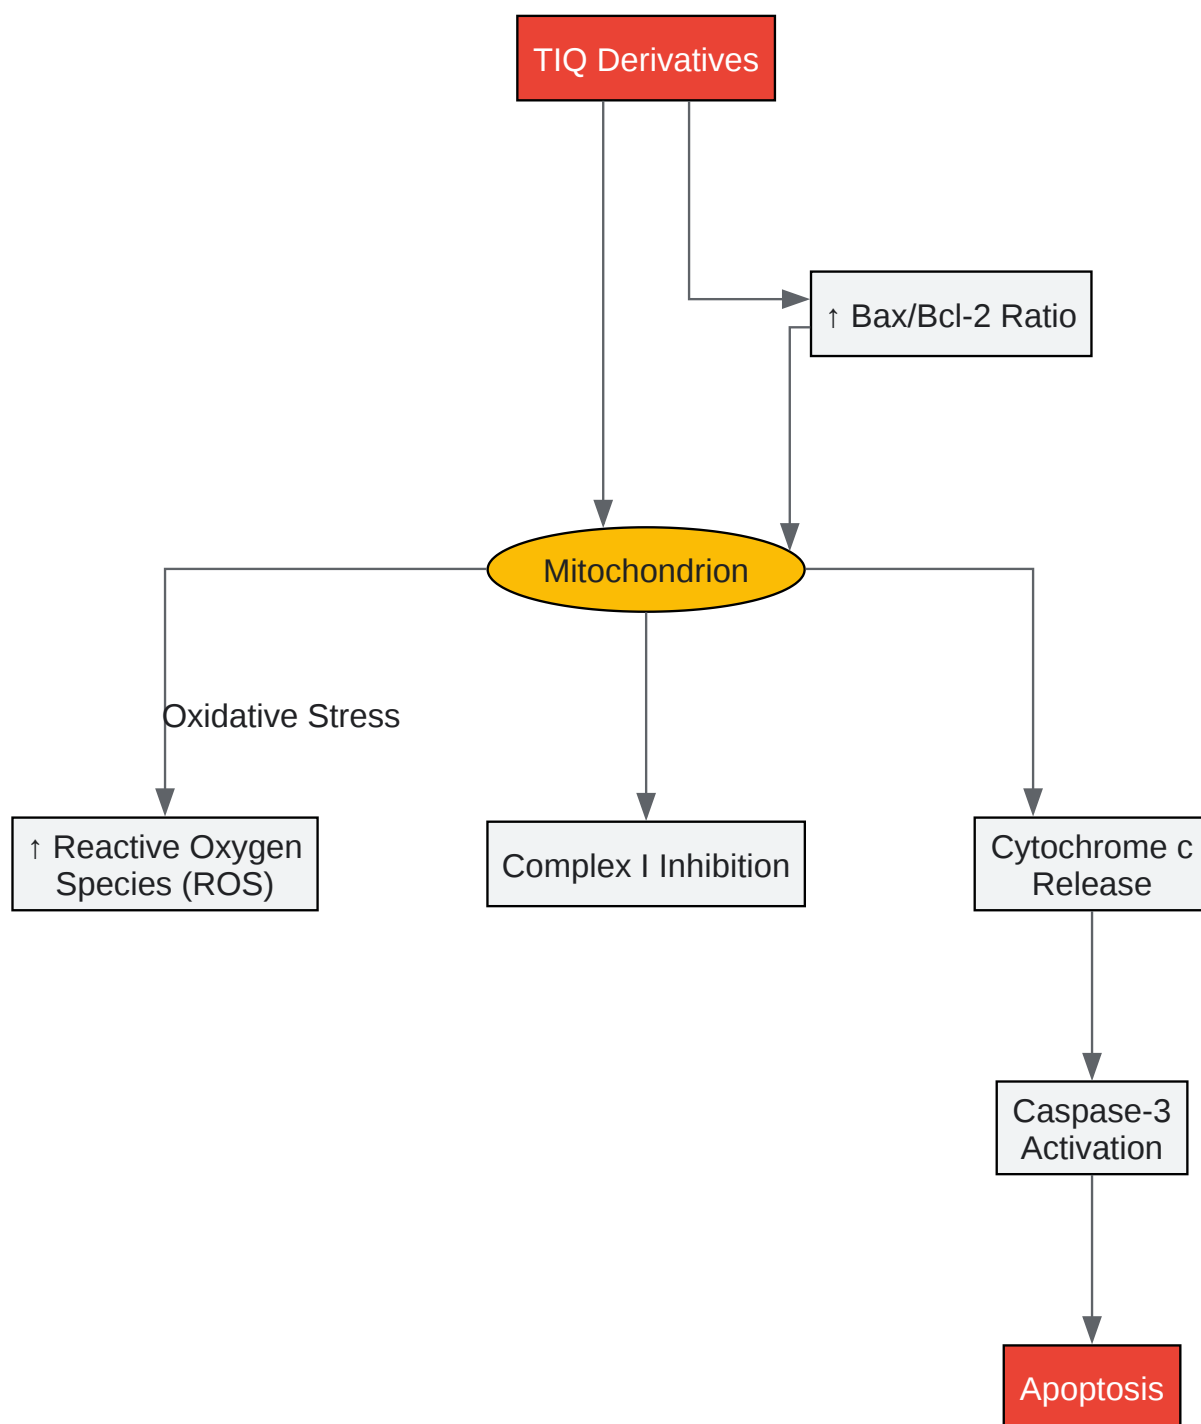 TIQ Derivatives
↑ Bax/Bcl-2 Ratio
Mitochondrion
Oxidative Stress
↑ Reactive Oxygen
Species (ROS)
Complex I Inhibition
Cytochrome c
Release
Caspase-3
Activation
Apoptosis